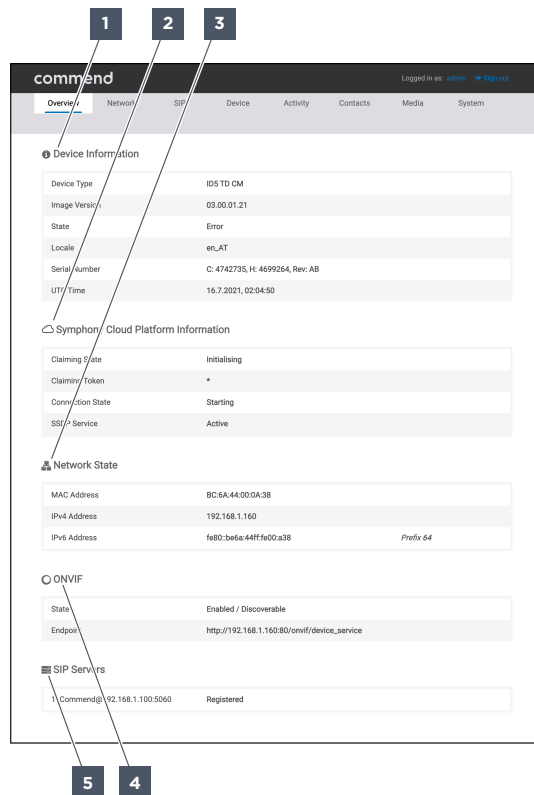 1 2 3
commend Logged in as: admin Sign out
Overview Network SIP Device Activity Contacts Media System
Device Information
Device Type ID5 TD CM
Image Version 03.00.01.21
State Error
Locale en_AT
Serial Number C: 4742735, H: 4699264, Rev: AB
UTC Time 16.7.2021, 02:04:50
Symphony Cloud Platform Information
Claiming State Initialising
Claiming Token *
Connection State Starting
SSDP Service Active
Network State
MAC Address BC:6A:44:00:0A:38
IPv4 Address 192.168.1.160
IPv6 Address fe80::be6a:44ff:fe00:a38 Prefix 64
ONVIF
State Enabled / Discoverable
Endpoint http://192.168.1.160:80/onvif/device_service
SIP Servers
1: Commend@192.168.1.100:5060 Registered
5 4